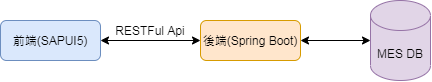 RESTFul Api
前端(SAPUI5)
後端(Spring Boot)
MES DB